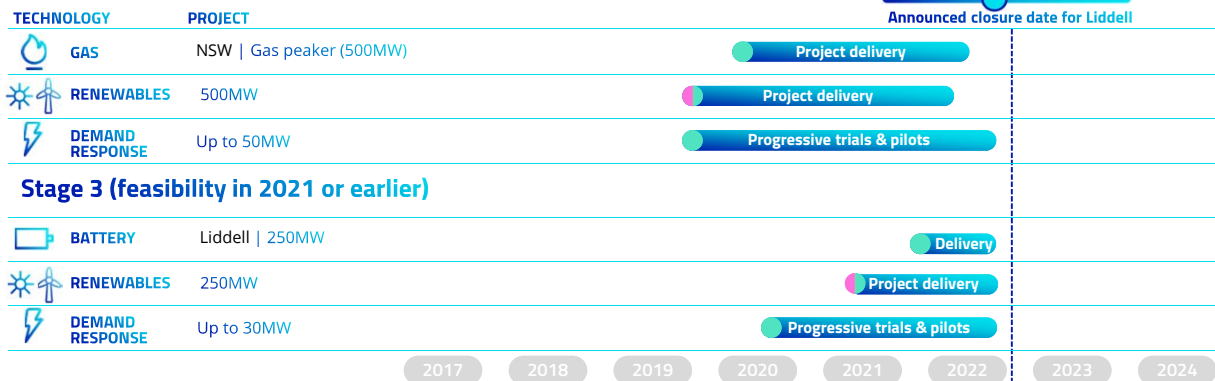 TECHNOLOGY PROJECT Announced closure date for Liddell
GAS NSW | Gas peaker (500MW) Project delivery
RENEWABLES 500MW Project delivery
DEMAND RESPONSE Up to 50MW Progressive trials & pilots
Stage 3 (feasibility in 2021 or earlier)
BATTERY Liddell | 250MW Delivery
RENEWABLES 250MW Project delivery
DEMAND RESPONSE Up to 30MW Progressive trials & pilots
2017 2018 2019 2020 2021 2022 2023 2024